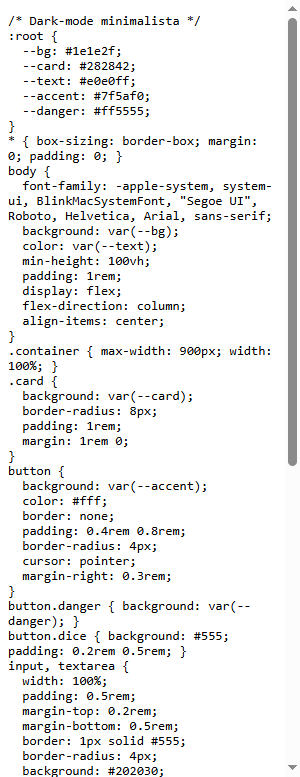 /* Dark-mode minimalista */
:root {
  --bg: #1e1e2f;
  --card: #282842;
  --text: #e0e0ff;
  --accent: #7f5af0;
  --danger: #ff5555;
}
* { box-sizing: border-box; margin:
0; padding: 0; }
body {
  font-family: -apple-system, system-
ui, BlinkMacSystemFont, "Segoe UI",
Roboto, Helvetica, Arial, sans-serif;
  background: var(--bg);
  color: var(--text);
  min-height: 100vh;
  padding: 1rem;
  display: flex;
  flex-direction: column;
  align-items: center;
}
.container { max-width: 900px; width:
100%; }
.card {
  background: var(--card);
  border-radius: 8px;
  padding: 1rem;
  margin: 1rem 0;
}
button {
  background: var(--accent);
  color: #fff;
  border: none;
  padding: 0.4rem 0.8rem;
  border-radius: 4px;
  cursor: pointer;
  margin-right: 0.3rem;
}
button.danger { background: var(--
danger); }
button.dice { background: #555;
padding: 0.2rem 0.5rem; }
input, textarea {
  width: 100%;
  padding: 0.5rem;
  margin-top: 0.2rem;
  margin-bottom: 0.5rem;
  border: 1px solid #555;
  border-radius: 4px;
  background: #202030;